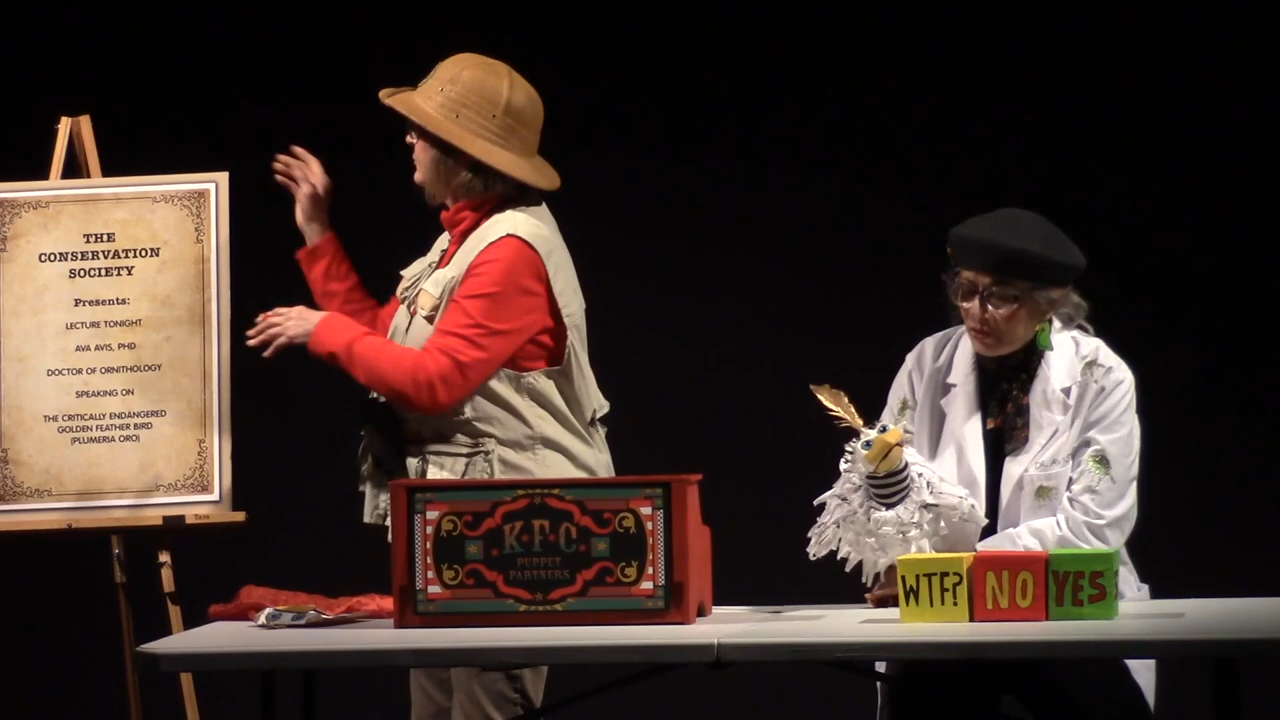 THE
CONSERVATION
SOCIETY
Presents:
LECTURE TONIGHT
AVA AVIS, PHD
DOCTOR OF ORNITHOLOGY
SPEAKING ON
THE CRITICALLY ENDANGERED
GOLDEN FEATHER BIRD
(PLUMERIA ORO)
K·F·C
PUPPET
PARTNERS
WTF?
NO
YES